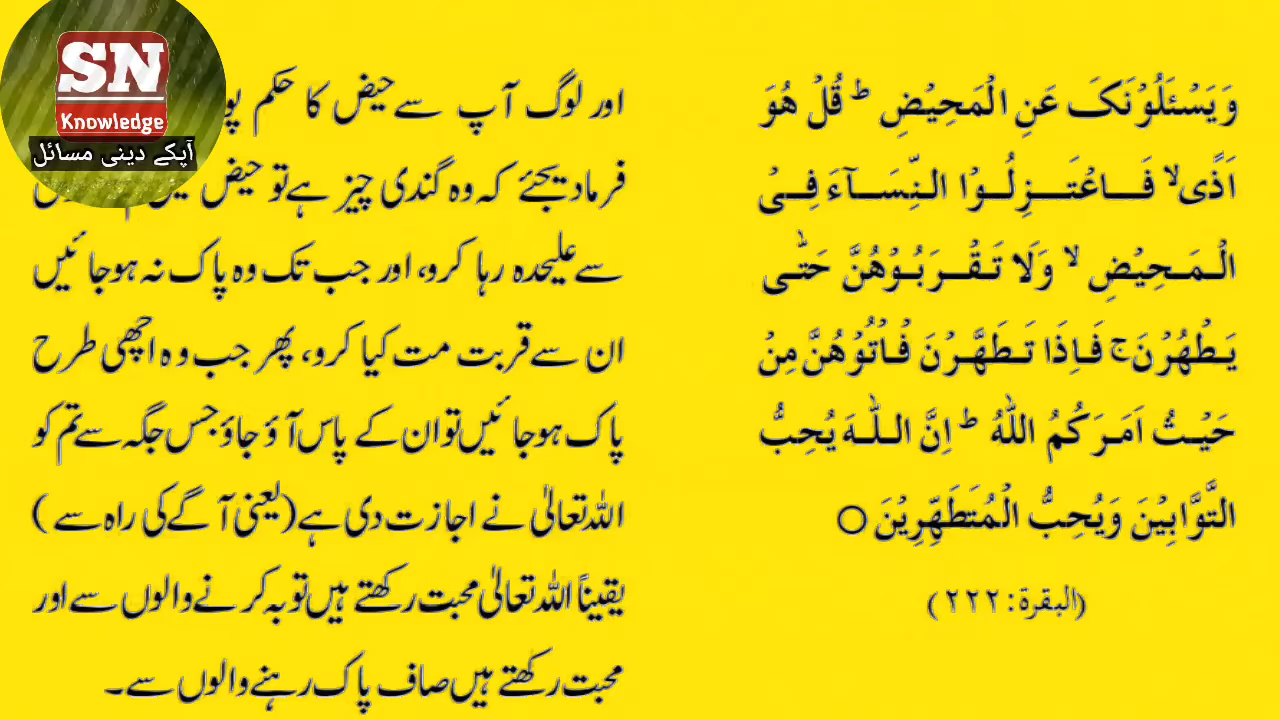 SN
Knowledge
آپکے دینی مسائل
وَیَسْئَلُوْنَکَ عَنِ الْمَحِیْضِ ؕ قُلْ هُوَ
اَذًی ۙ فَاعْتَزِلُوا النِّسَآءَ فِی
الْمَحِیْضِ ۙ وَلَا تَقْرَبُوْهُنَّ حَتّٰی
یَطْهُرْنَ ۚ فَاِذَا تَطَهَّرْنَ فَاْتُوْهُنَّ مِنْ
حَیْثُ اَمَرَکُمُ اللّٰهُ ؕ اِنَّ اللّٰهَ یُحِبُّ
التَّوَّابِیْنَ وَیُحِبُّ الْمُتَطَهِّرِیْنَ ○
(البقرة: ۲۲۲)
اور لوگ آپ سے حیض کا حکم
فرمادیجئے کہ وہ گندی چیز ہے تو حیض
سے علیحدہ رہا کرو، اور جب تک وہ پاک نہ ہوجائیں
ان سے قربت مت کیا کرو، پھر جب وہ اچھی طرح
پاک ہوجائیں تو ان کے پاس آؤ جاؤ جس جگہ سے تم کو
اللہ تعالیٰ نے اجازت دی ہے (یعنی آگے کی راہ سے)
یقیناً اللہ تعالیٰ محبت رکھتے ہیں توبہ کرنے والوں سے اور
محبت رکھتے ہیں صاف پاک رہنے والوں سے۔